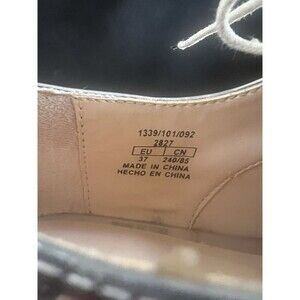 1339/101/092
2827
EU CN
37 240/85
MADE IN CHINA
HECHO EN CHINA